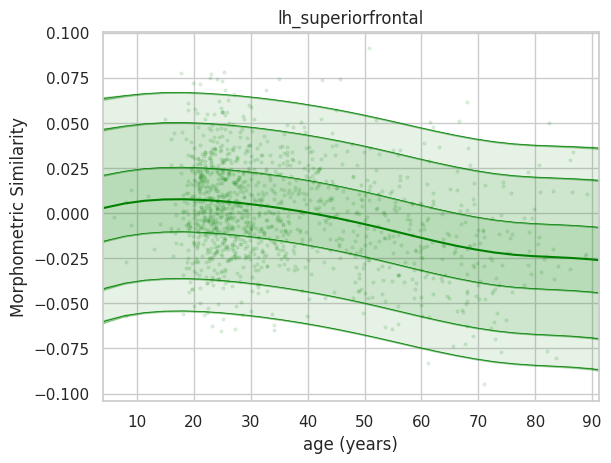 lh_superiorfrontal
Morphometric Similarity
0.100
0.075
0.050
0.025
0.000
−0.025
−0.050
−0.075
−0.100
10 20 30 40 50 60 70 80 90
age (years)